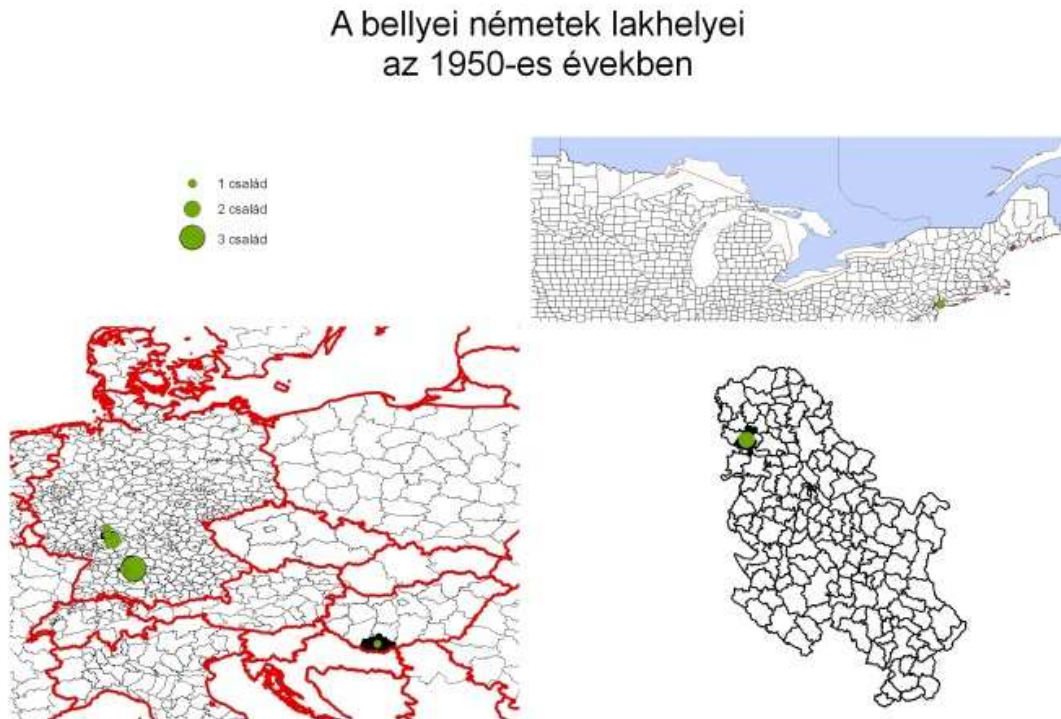 A bellyei németek lakhelyei
az 1950-es években
1 család
2 család
3 család